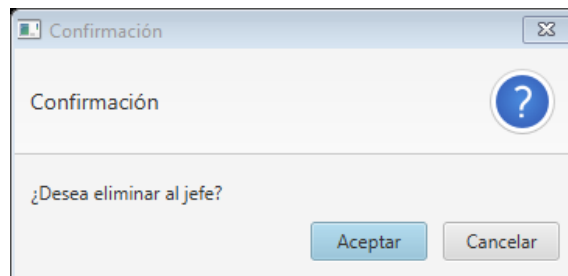 Confirmación
Confirmación
?
¿Desea eliminar al jefe?
Aceptar Cancelar